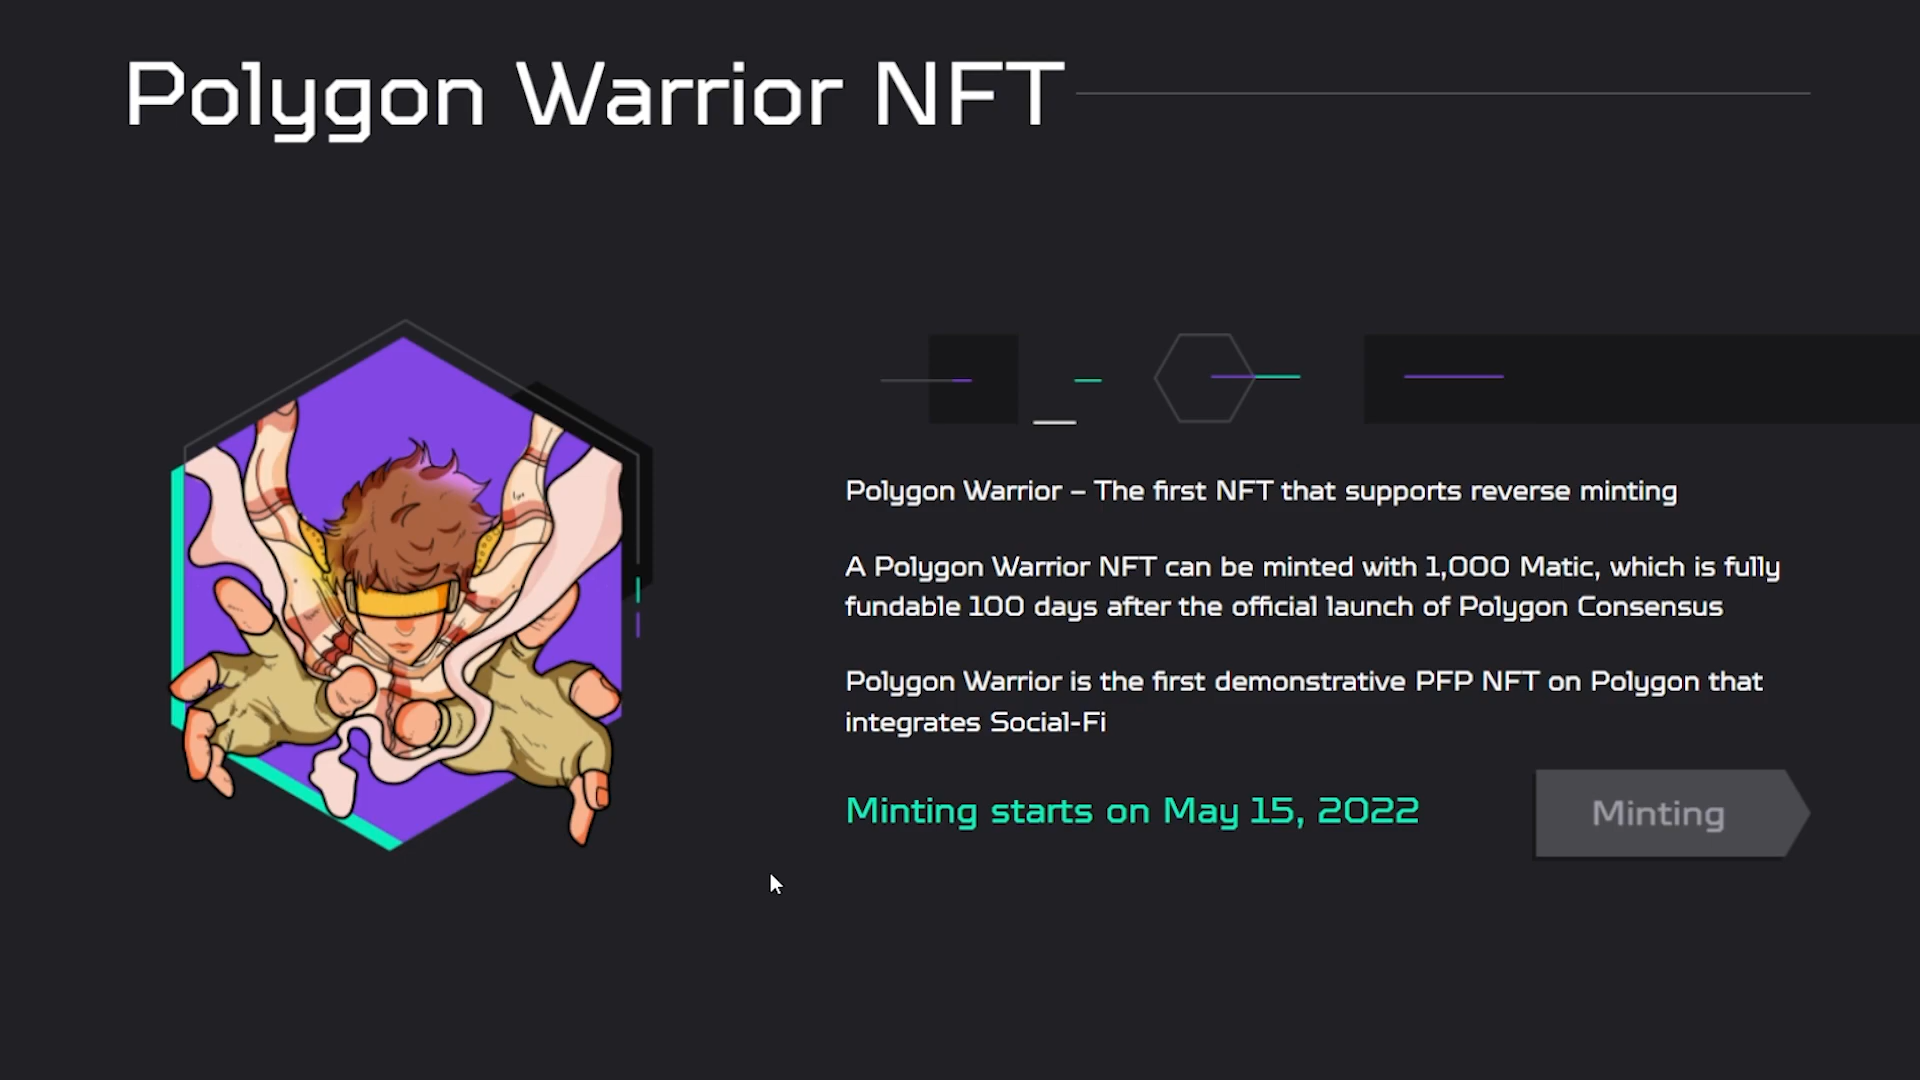 Polygon Warrior NFT
Polygon Warrior – The first NFT that supports reverse minting
A Polygon Warrior NFT can be minted with 1,000 Matic, which is fully
fundable 100 days after the official launch of Polygon Consensus
Polygon Warrior is the first demonstrative PFP NFT on Polygon that
integrates Social-Fi
Minting starts on May 15, 2022
Minting